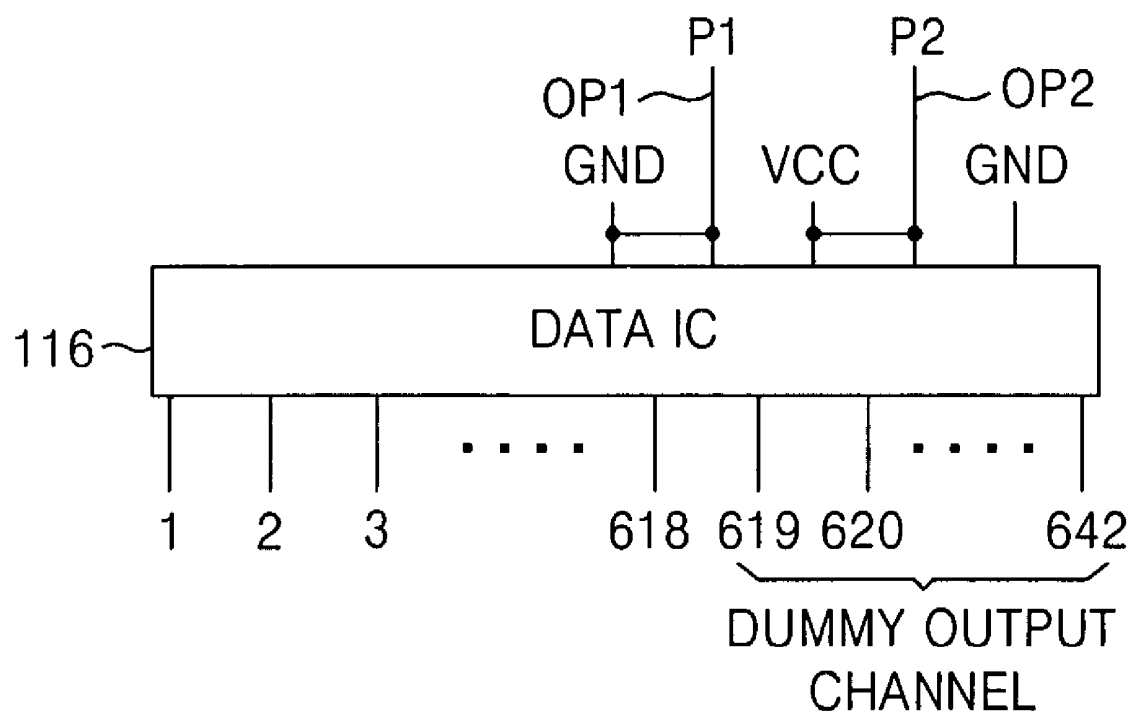 P1 P2
OP1 OP2
GND VCC GND
DATA IC
116
1 2 3 .... 618 619 620 .... 642
DUMMY OUTPUT
CHANNEL